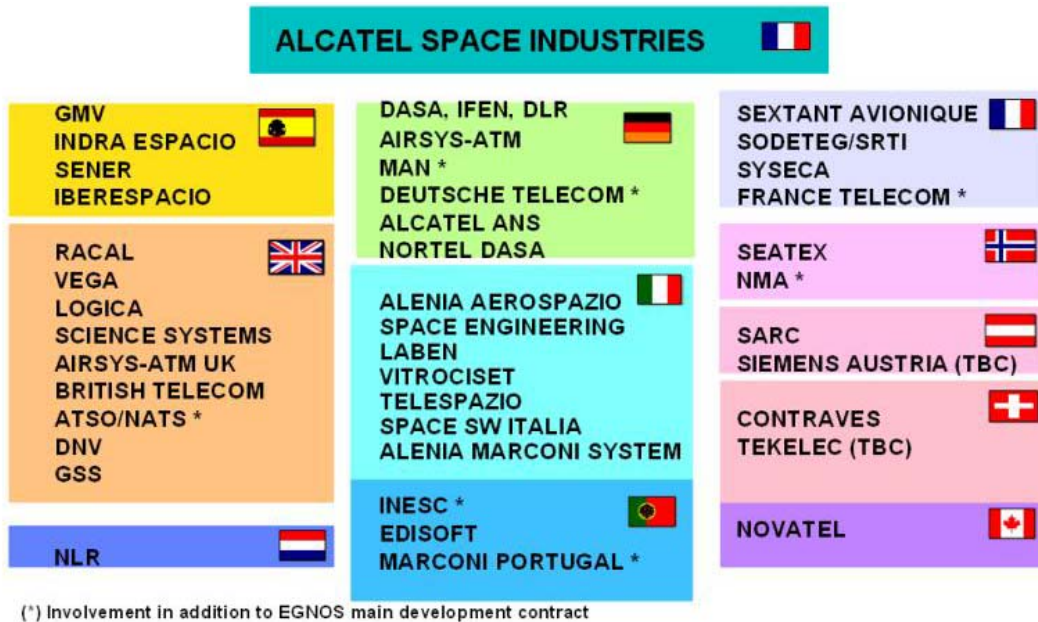 ALCATEL SPACE INDUSTRIES
GMV
INDRA ESPACIO
SENER
IBERESPACIO
RACAL
VEGA
LOGICA
SCIENCE SYSTEMS
AIRSYS-ATM UK
BRITISH TELECOM
ATSO/NATS *
DNV
GSS
NLR
DASA, IFEN, DLR
AIRSYS-ATM
MAN *
DEUTSCHE TELECOM *
ALCATEL ANS
NORTEL DASA
ALENIA AEROSPAZIO
SPACE ENGINEERING
LABEN
VITROCISET
TELESPAZIO
SPACE SW ITALIA
ALENIA MARCONI SYSTEM
INESC *
EDISOFT
MARCONI PORTUGAL *
SEXTANT AVIONIQUE
SODETEG/SRTI
SYSECA
FRANCE TELECOM *
SEATEX
NMA *
SARC
SIEMENS AUSTRIA (TBC)
CONTRAVES
TEKELEC (TBC)
NOVATEL
(*) Involvement in addition to EGNOS main development contract